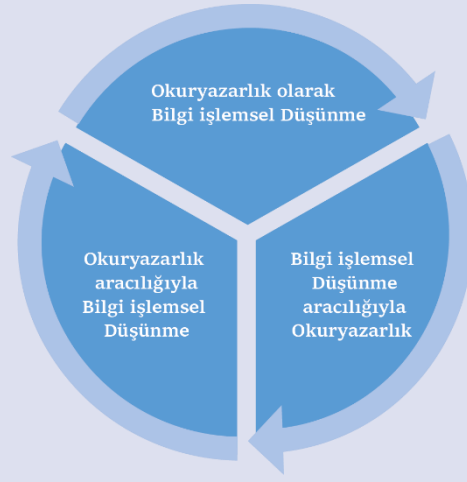 Okuryazarlık olarak
Bilgi işlemsel Düşünme
Okuryazarlık
aracılığıyla
Bilgi işlemsel
Düşünme
Bilgi işlemsel
Düşünme
aracılığıyla
Okuryazarlık